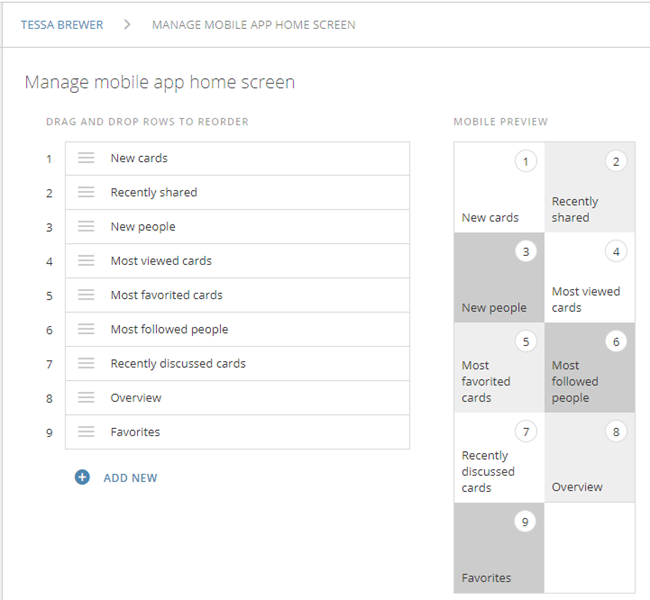 TESSA BREWER > MANAGE MOBILE APP HOME SCREEN
Manage mobile app home screen
DRAG AND DROP ROWS TO REORDER
1 New cards
2 Recently shared
3 New people
4 Most viewed cards
5 Most favorited cards
6 Most followed people
7 Recently discussed cards
8 Overview
9 Favorites
ADD NEW
MOBILE PREVIEW
1
New cards
2
Recently
shared
3
New people
4
Most viewed
cards
5
Most
favorited
cards
6
Most
followed
people
7
Recently
discussed
cards
8
Overview
9
Favorites